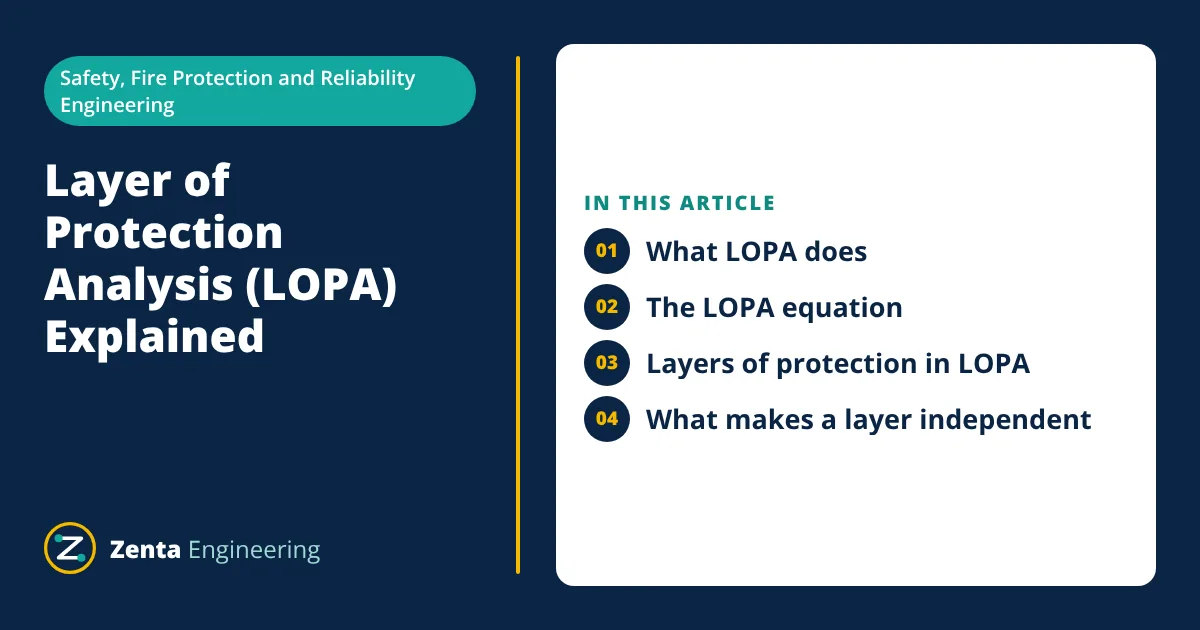 Safety, Fire Protection and Reliability
Engineering
Layer of
Protection
Analysis (LOPA)
Explained
Zenta Engineering
IN THIS ARTICLE
01 What LOPA does
02 The LOPA equation
03 Layers of protection in LOPA
04 What makes a layer independent